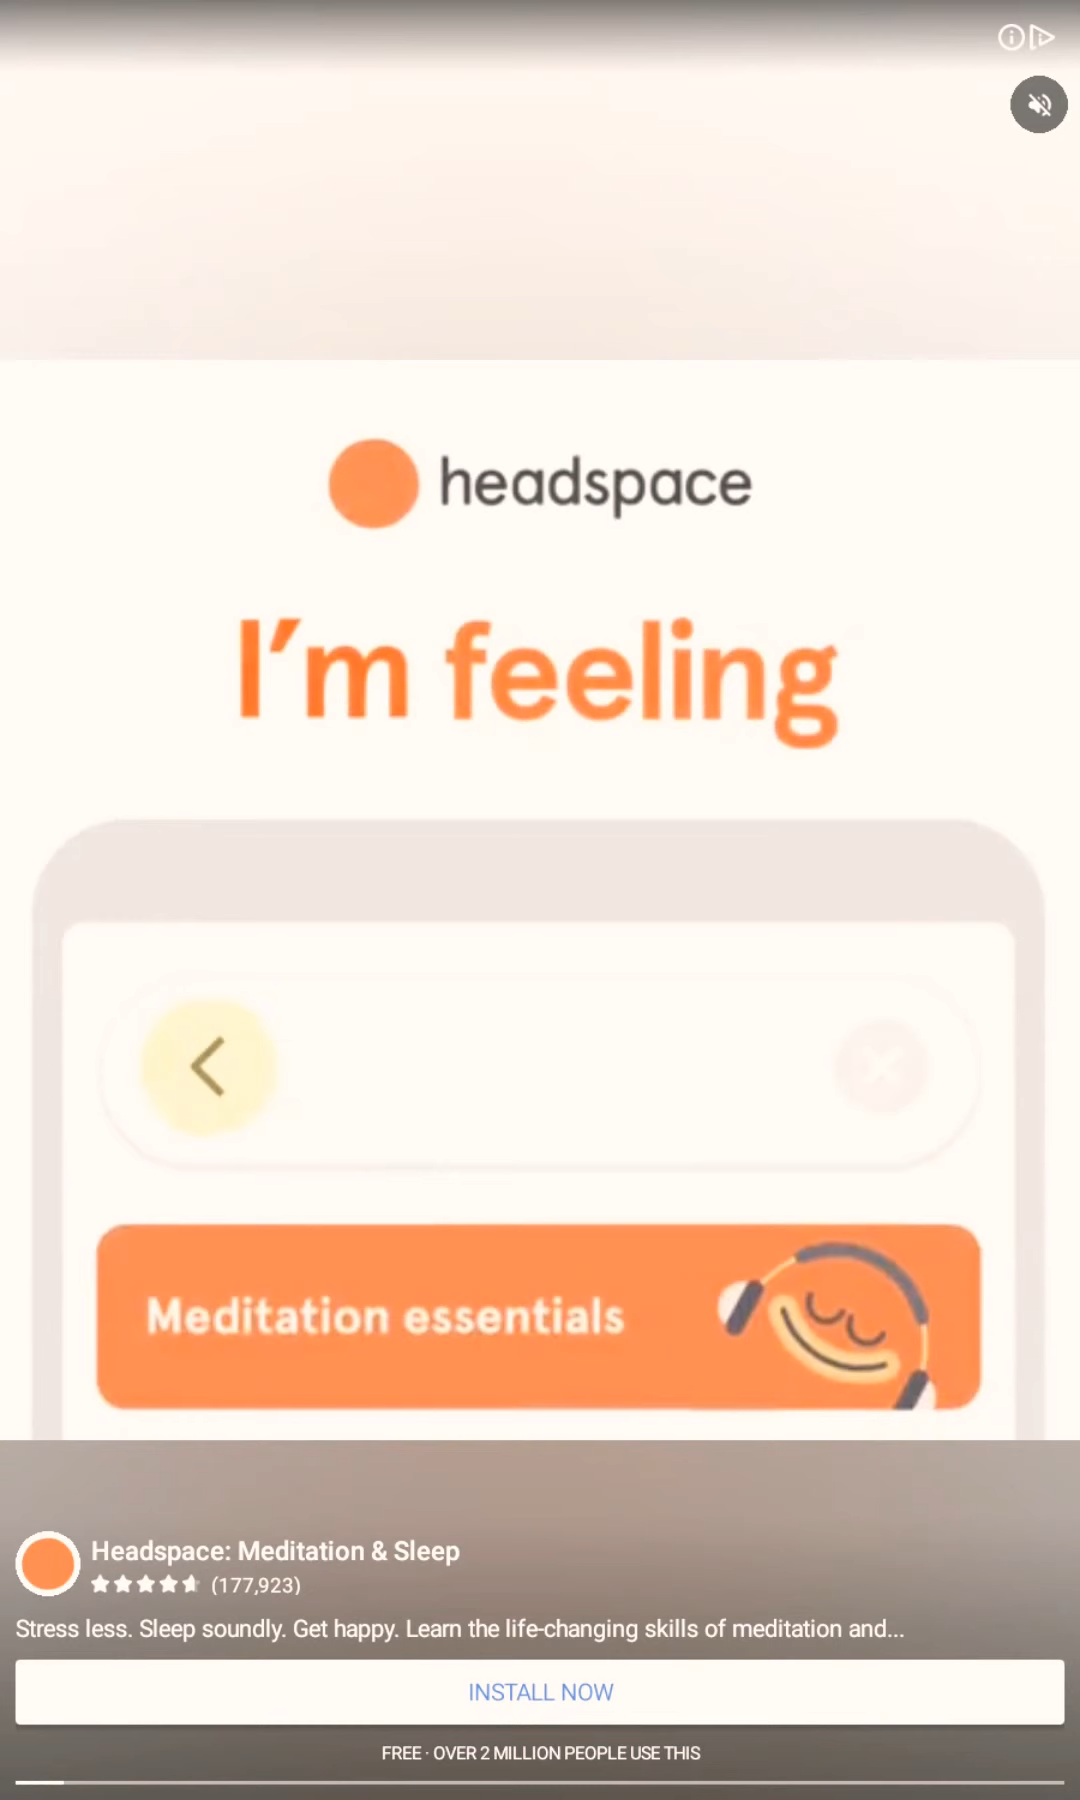 headspace
I'm feeling
Meditation essentials
Headspace: Meditation & Sleep
(177,923)
Stress less. Sleep soundly. Get happy. Learn the life-changing skills of meditation and...
INSTALL NOW
FREE · OVER 2 MILLION PEOPLE USE THIS